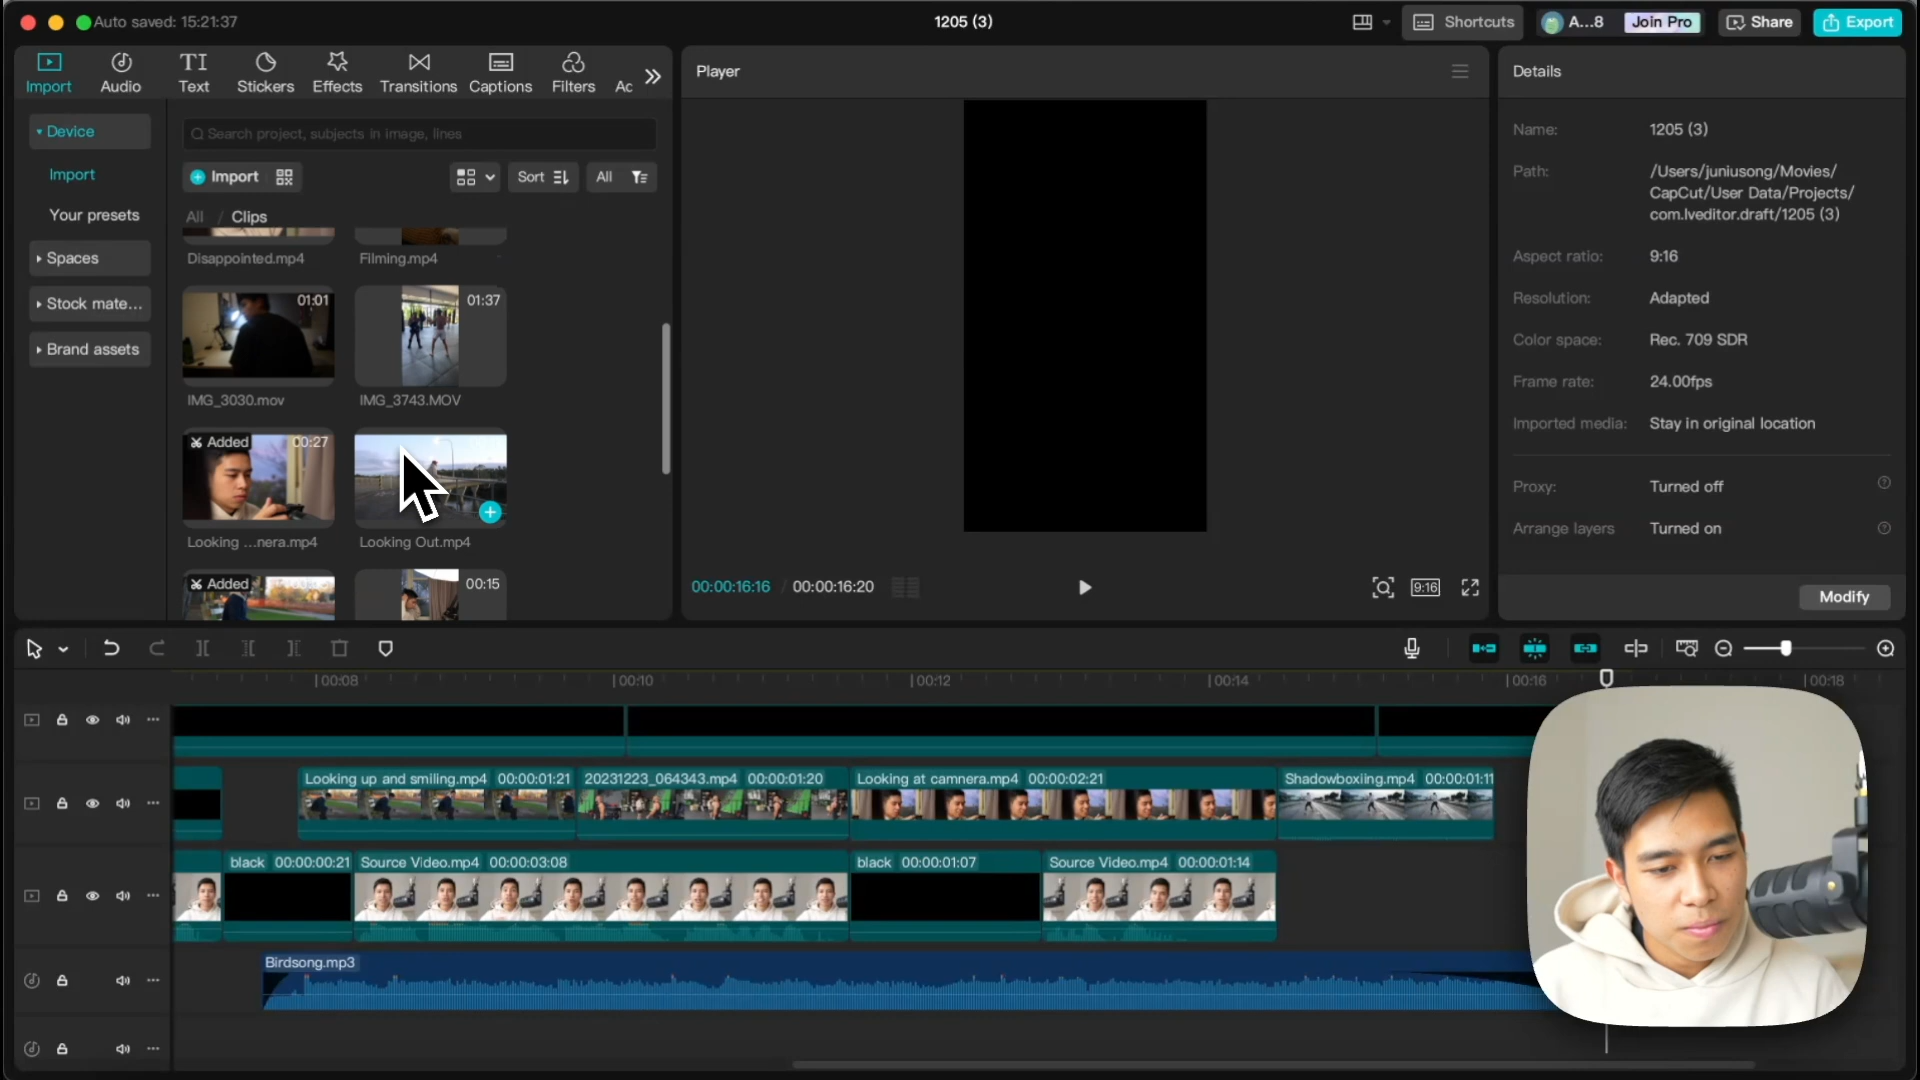 Auto saved: 15:21:37
1205 (3)
Shortcuts
A...8
Join Pro
Share
Export
Import
Audio
TI
Text
Stickers
Effects
Transitions
Captions
Filters
Ac
Player
Details
Device
Import
Your presets
Spaces
Stock mate...
Brand assets
Search project, subjects in image, lines
Import
Sort
All
All / Clips
Disappointed.mp4
Filming.mp4
01:01
01:37
IMG_3030.mov
IMG_3743.MOV
Added
00:27
Looking ...nera.mp4
Looking Out.mp4
Added
00:15
00:00:16:16 / 00:00:16:20
9:16
Name: 1205 (3)
Path: /Users/juniusong/Movies/
CapCut/User Data/Projects/
com.lveditor.draft/1205 (3)
Aspect ratio: 9:16
Resolution: Adapted
Color space: Rec. 709 SDR
Frame rate: 24.00fps
Imported media: Stay in original location
Proxy: Turned off
Arrange layers Turned on
Modify
00:08
00:10
00:12
00:14
00:16
00:18
Looking up and smiling.mp4 00:00:01:21
20231223_064343.mp4 00:00:01:20
Looking at camnera.mp4 00:00:02:21
Shadowboxiing.mp4 00:00:01:11
black 00:00:00:21
Source Video.mp4 00:00:03:08
black 00:00:01:07
Source Video.mp4 00:00:01:14
Birdsong.mp3